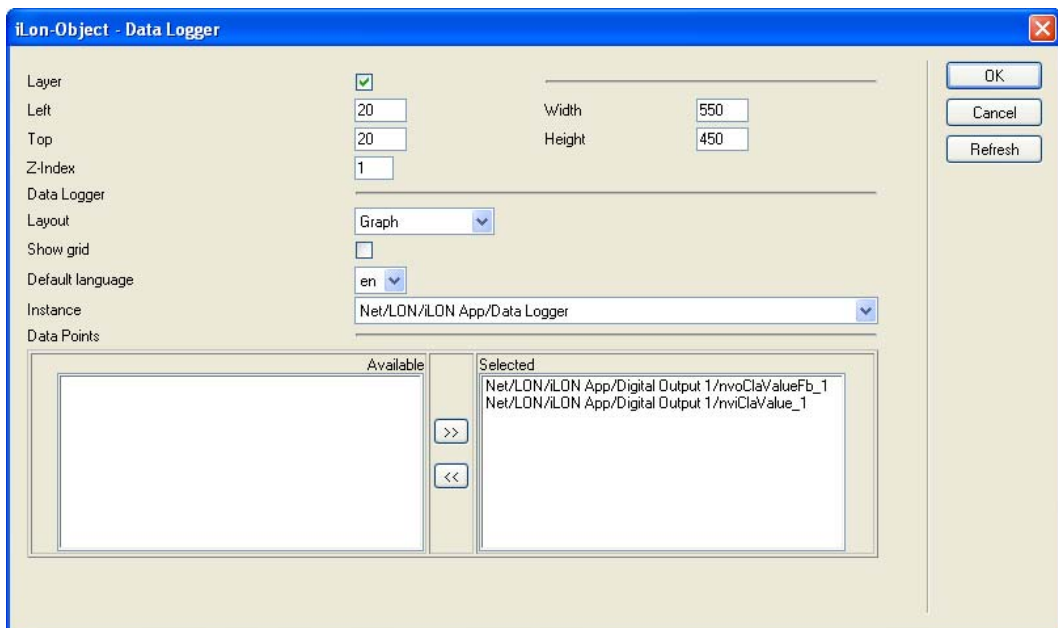 iLon-Object - Data Logger
Layer
OK
Left 20 Width 550
Cancel
Top 20 Height 450
Refresh
Z-Index 1
Data Logger
Layout Graph
Show grid
Default language en
Instance Net/LON/iLON App/Data Logger
Data Points
Available Selected
Net/LON/iLON App/Digital Output 1/nvoClaValueFb_1
Net/LON/iLON App/Digital Output 1/nviClaValue_1
>>
<<